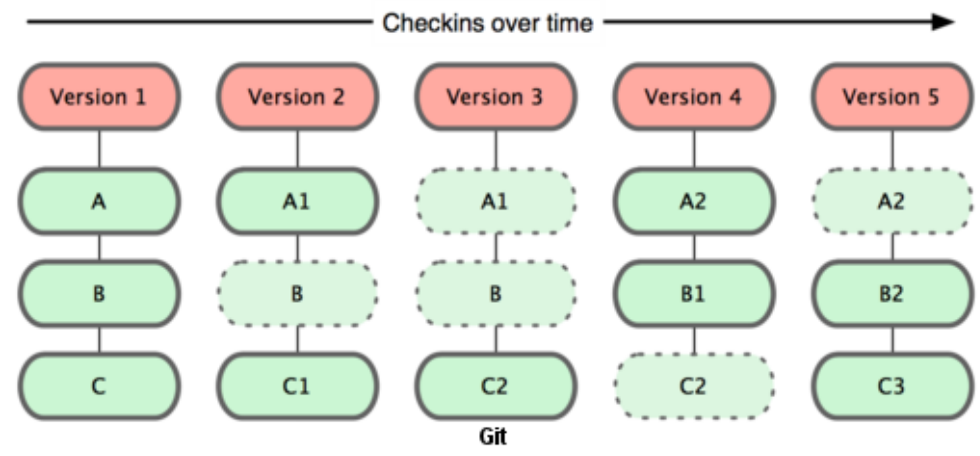 Checkins over time
Version 1 Version 2 Version 3 Version 4 Version 5
A A1 A1 A2 A2
B B B B1 B2
C C1 C2 C2 C3
Git